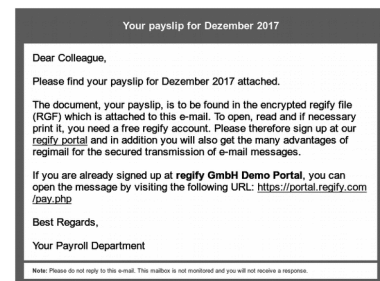 Your payslip for Dezember 2017
Dear Colleague,
Please find your payslip for Dezember 2017 attached.
The document, your payslip, is to be found in the encrypted regify file
(RGF) which is attached to this e-mail. To open, read and if necessary
print it, you need a free regify account. Please therefore sign up at our
regify portal and in addition you will also get the many advantages of
regimail for the secured transmission of e-mail messages.
If you are already signed up at regify GmbH Demo Portal, you can
open the message by visiting the following URL: https://portal.regify.com
/pay.php
Best Regards,
Your Payroll Department
Note: Please do not reply to this e-mail. This mailbox is not monitored and you will not receive a response.